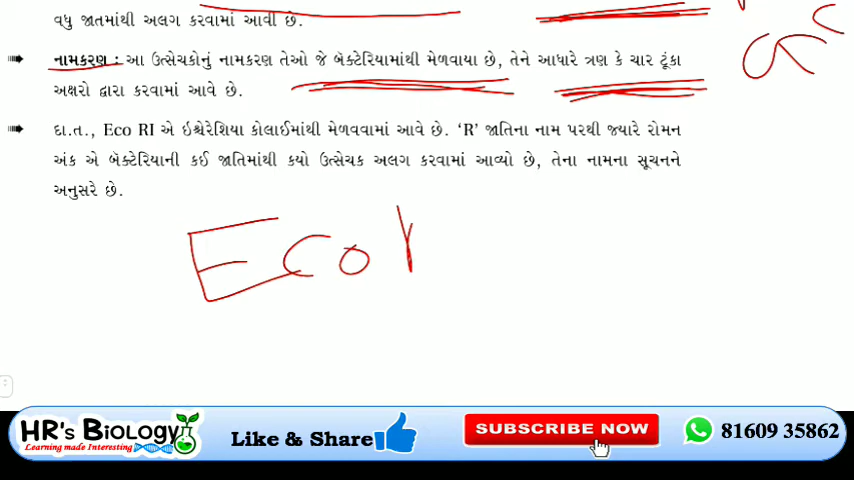 વધુ જાતમાંથી અલગ કરવામાં આવી છે.
નામકરણ : આ ઉત્સેચકોનું નામકરણ તેઓ જે બૅક્ટેરિયામાંથી મેળવાયા છે, તેને આધારે ત્રણ કે ચાર ટૂંકા
અક્ષરો દ્વારા કરવામાં આવે છે.
દા.ત., Eco RI એ ઇશ્ચેરેશિયા કોલાઈમાંથી મેળવવામાં આવે છે. ‘R’ જાતિના નામ પરથી જ્યારે રોમન
અંક એ બૅક્ટેરિયાની કઈ જાતિમાંથી કયો ઉત્સેચક અલગ કરવામાં આવ્યો છે, તેના નામના સૂચનને
અનુસરે છે.
Eco
HR's BIOLOGY
Learning made Interesting
Like & Share
SUBSCRIBE NOW
81609 35862